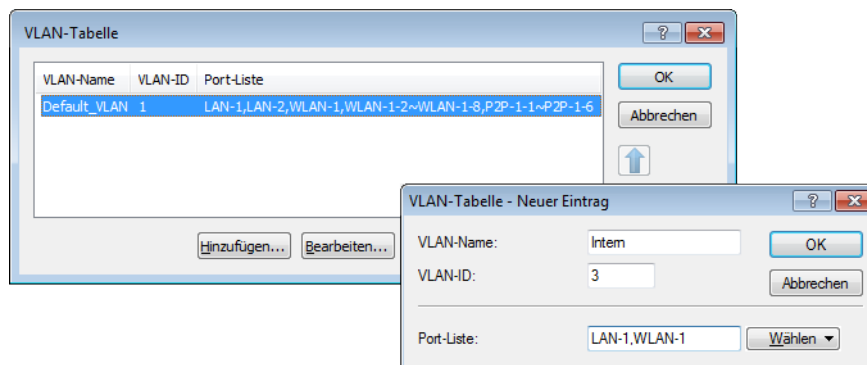 VLAN-Tabelle
VLAN-Name VLAN-ID Port-Liste
OK
Default_VLAN 1 LAN-1,LAN-2,WLAN-1,WLAN-1-2~WLAN-1-8,P2P-1-1~P2P-1-6
Abbrechen
Hinzufügen... Bearbeiten...
VLAN-Tabelle - Neuer Eintrag
VLAN-Name: Intern OK
VLAN-ID: 3 Abbrechen
Port-Liste: LAN-1,WLAN-1 Wählen